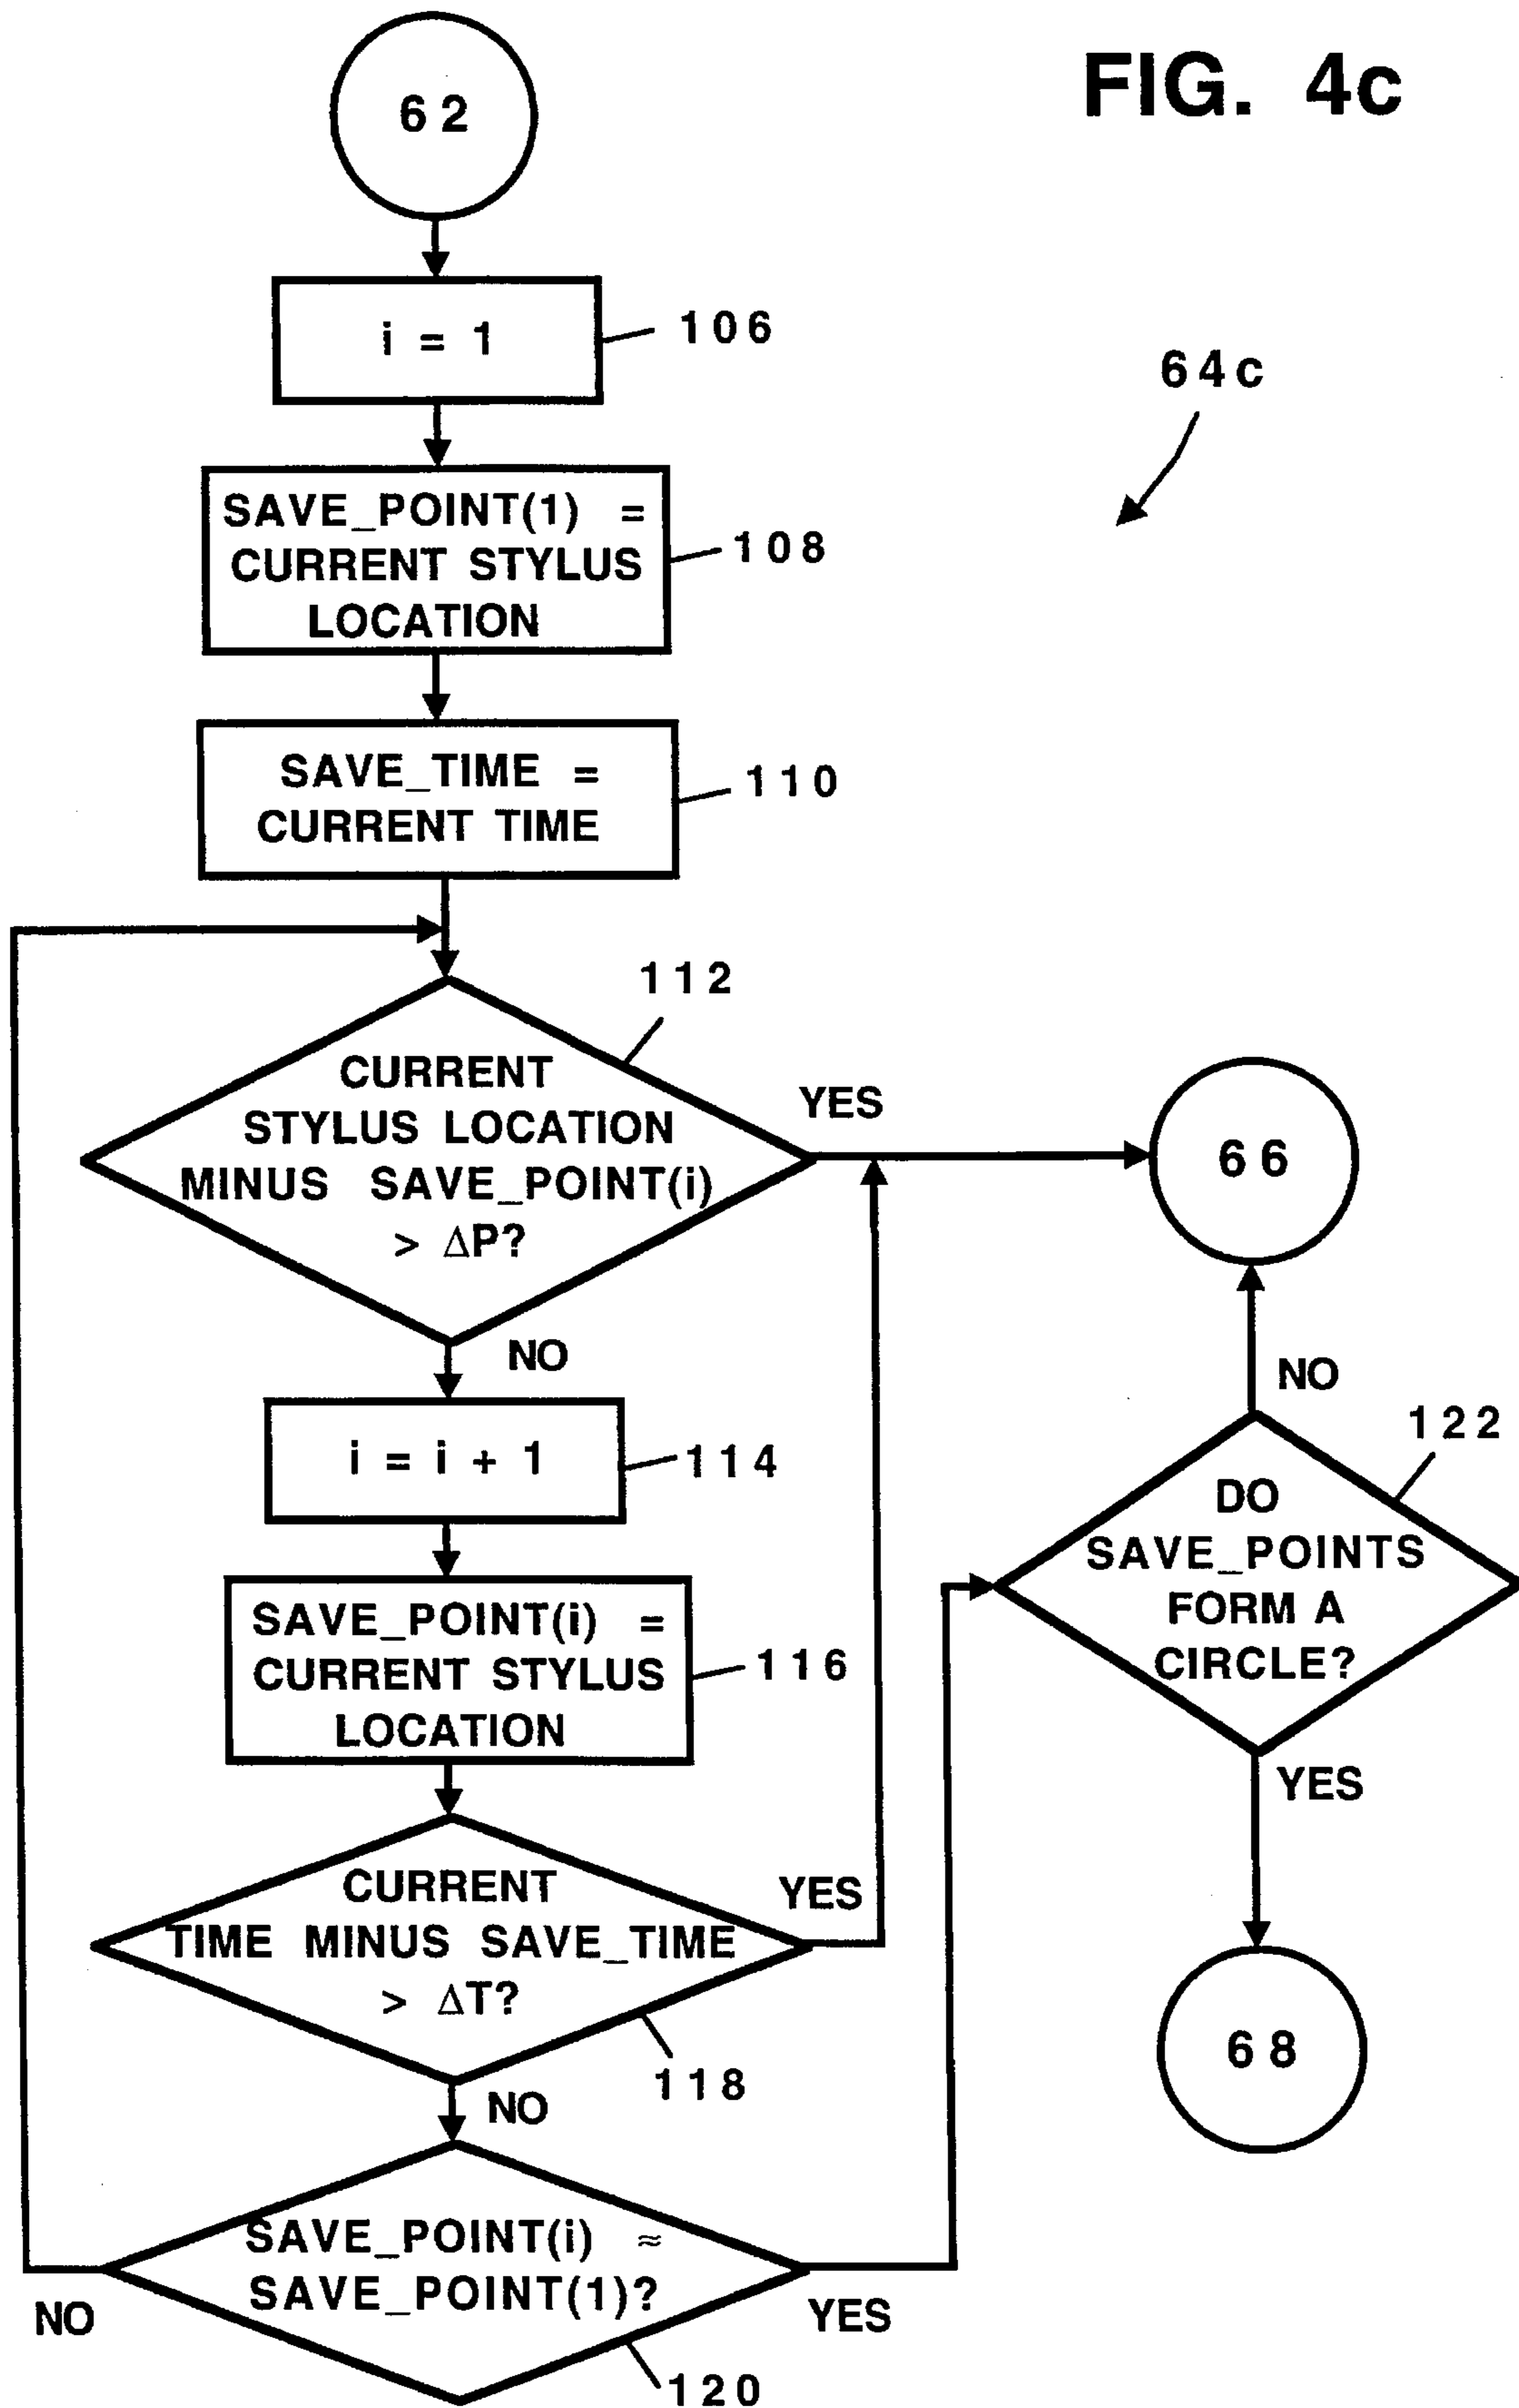 FIG. 4c
62
i = 1
106
64c
SAVE_POINT(1) =
CURRENT STYLUS
LOCATION
108
SAVE_TIME =
CURRENT TIME
110
112
CURRENT
STYLUS LOCATION
MINUS SAVE_POINT(i)
> ΔP?
YES
66
NO
i = i + 1
114
NO
122
DO
SAVE_POINTS
FORM A
CIRCLE?
YES
SAVE_POINT(i) =
CURRENT STYLUS
LOCATION
116
CURRENT
TIME MINUS SAVE_TIME
> ΔT?
YES
118
NO
68
SAVE_POINT(i) ≈
SAVE_POINT(1)?
NO
YES
120